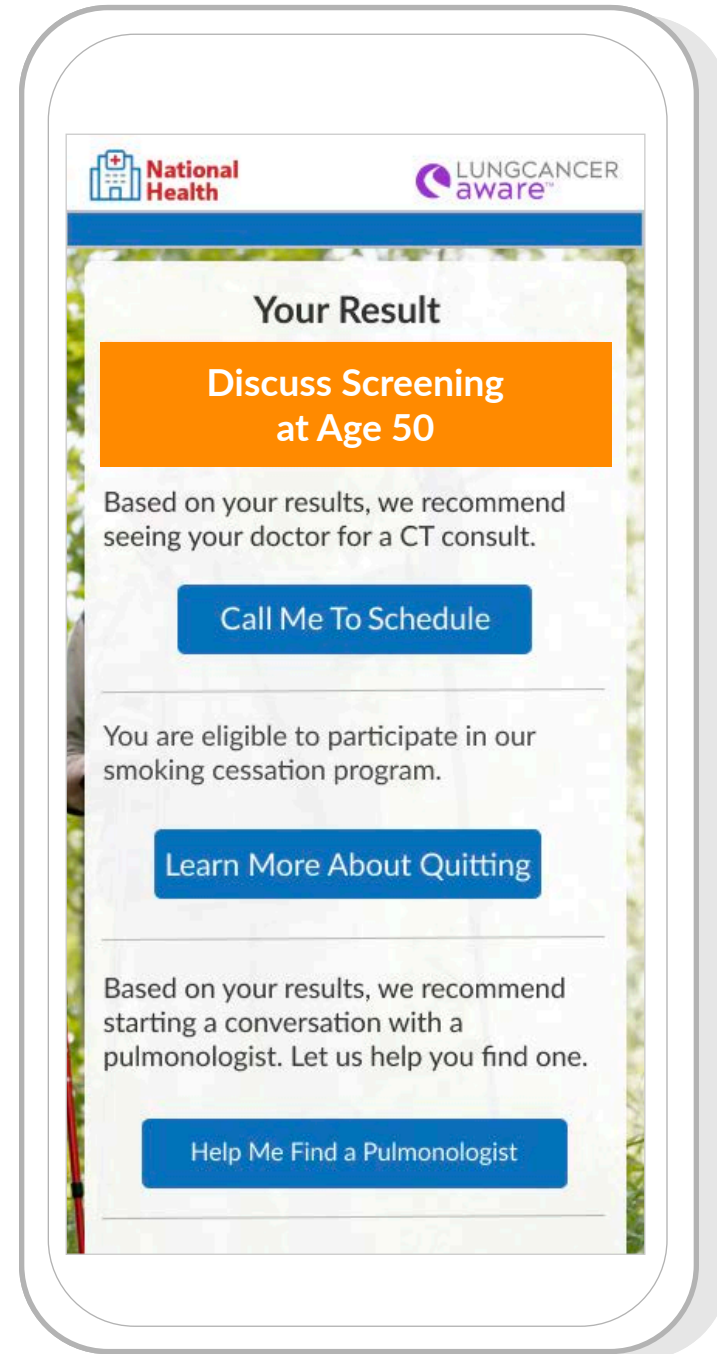 National
Health
LUNGCANCER
aware™
Your Result
Discuss Screening
at Age 50
Based on your results, we recommend
seeing your doctor for a CT consult.
Call Me To Schedule
You are eligible to participate in our
smoking cessation program.
Learn More About Quitting
Based on your results, we recommend
starting a conversation with a
pulmonologist. Let us help you find one.
Help Me Find a Pulmonologist